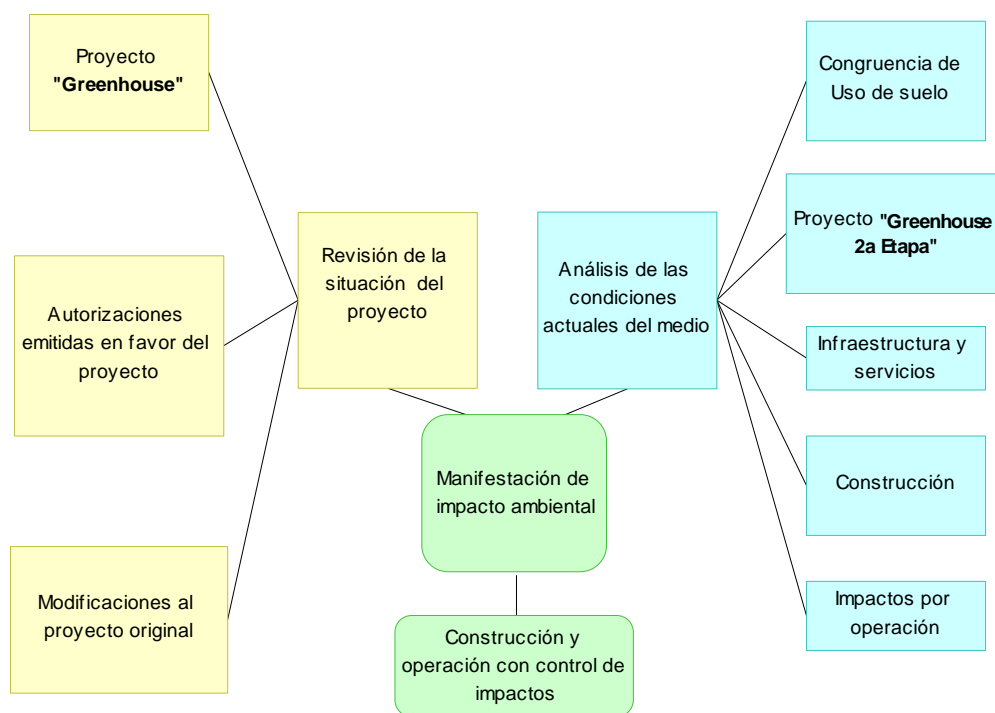 Proyecto
"Greenhouse"
Autorizaciones
emitidas en favor del
proyecto
Modificaciones al
proyecto original
Revisión de la
situación del
proyecto
Análisis de las
condiciones
actuales del medio
Manifestación de
impacto ambiental
Construcción y
operación con control de
impactos
Congruencia de
Uso de suelo
Proyecto "Greenhouse
2a Etapa"
Infraestructura y
servicios
Construcción
Impactos por
operación